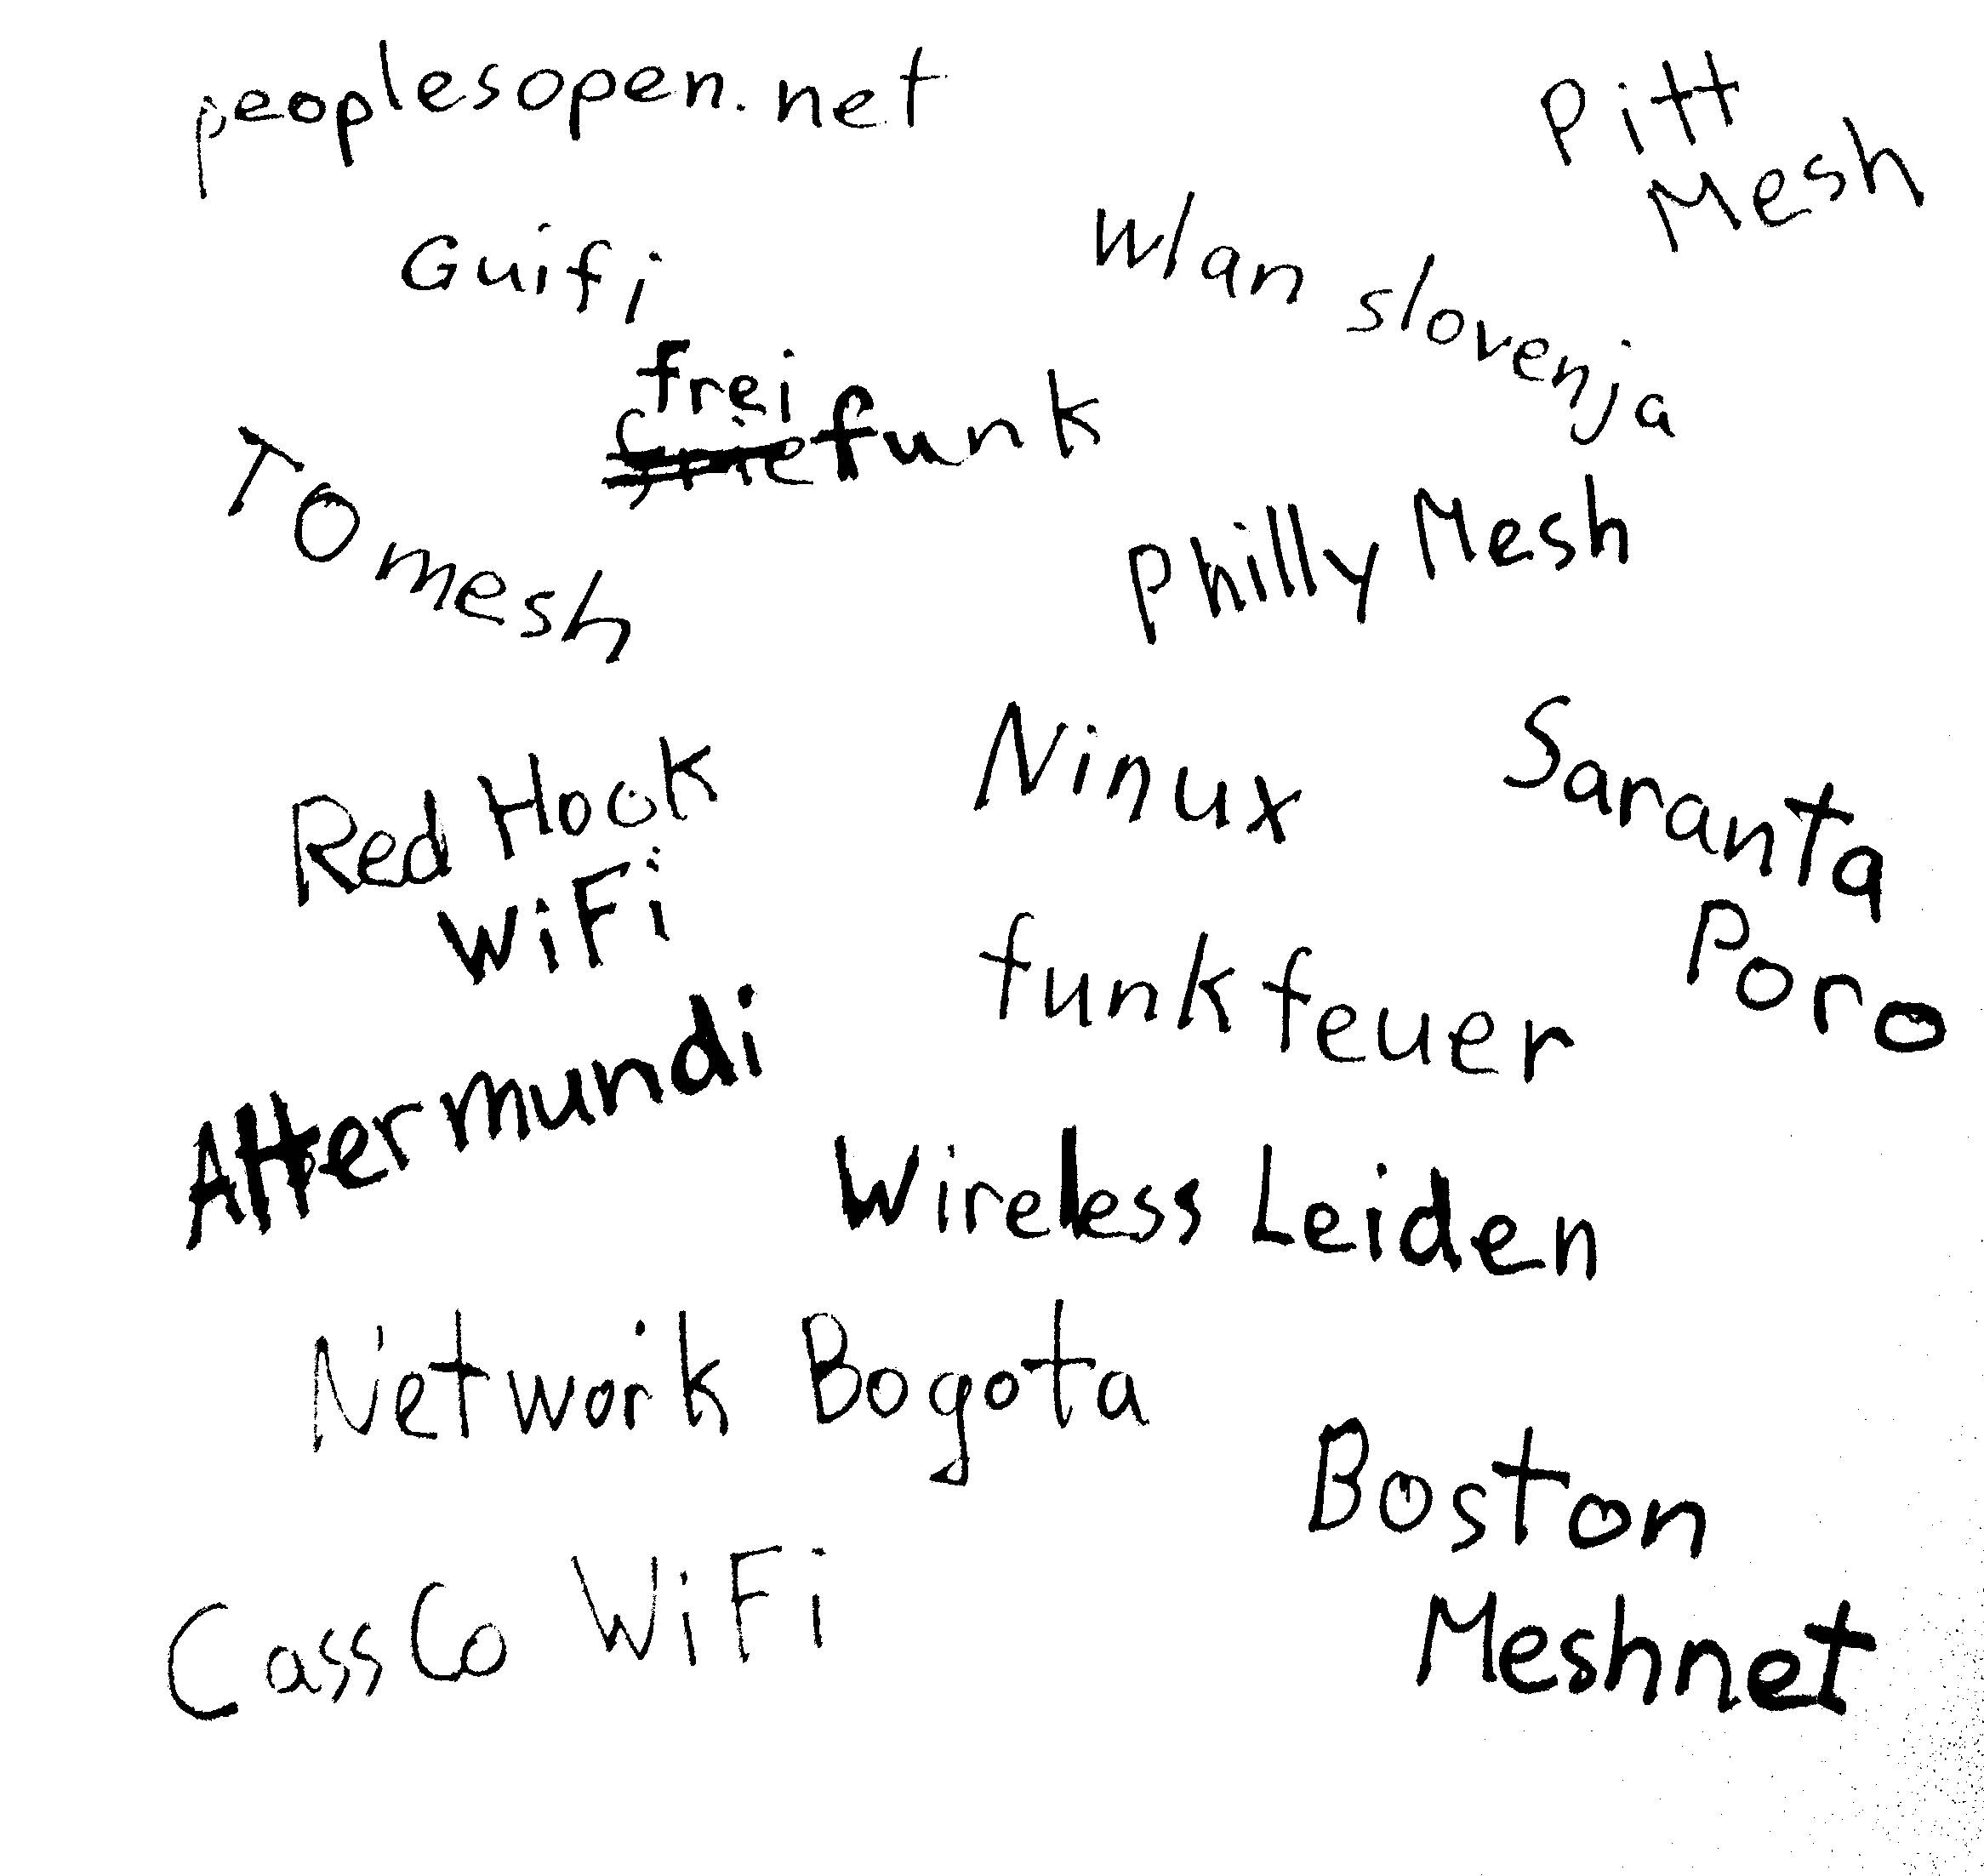 peoplesopen.net
Pitt
Mesh
Guifi
wlan slovenja
frei
funk
TOmesh
Philly Mesh
Ninux
Saranta
Poro
Red Hook
WiFi
funkfeuer
Altermundi
Wireless Leiden
Network Bogota
Boston
Meshnet
CassCo WiFi